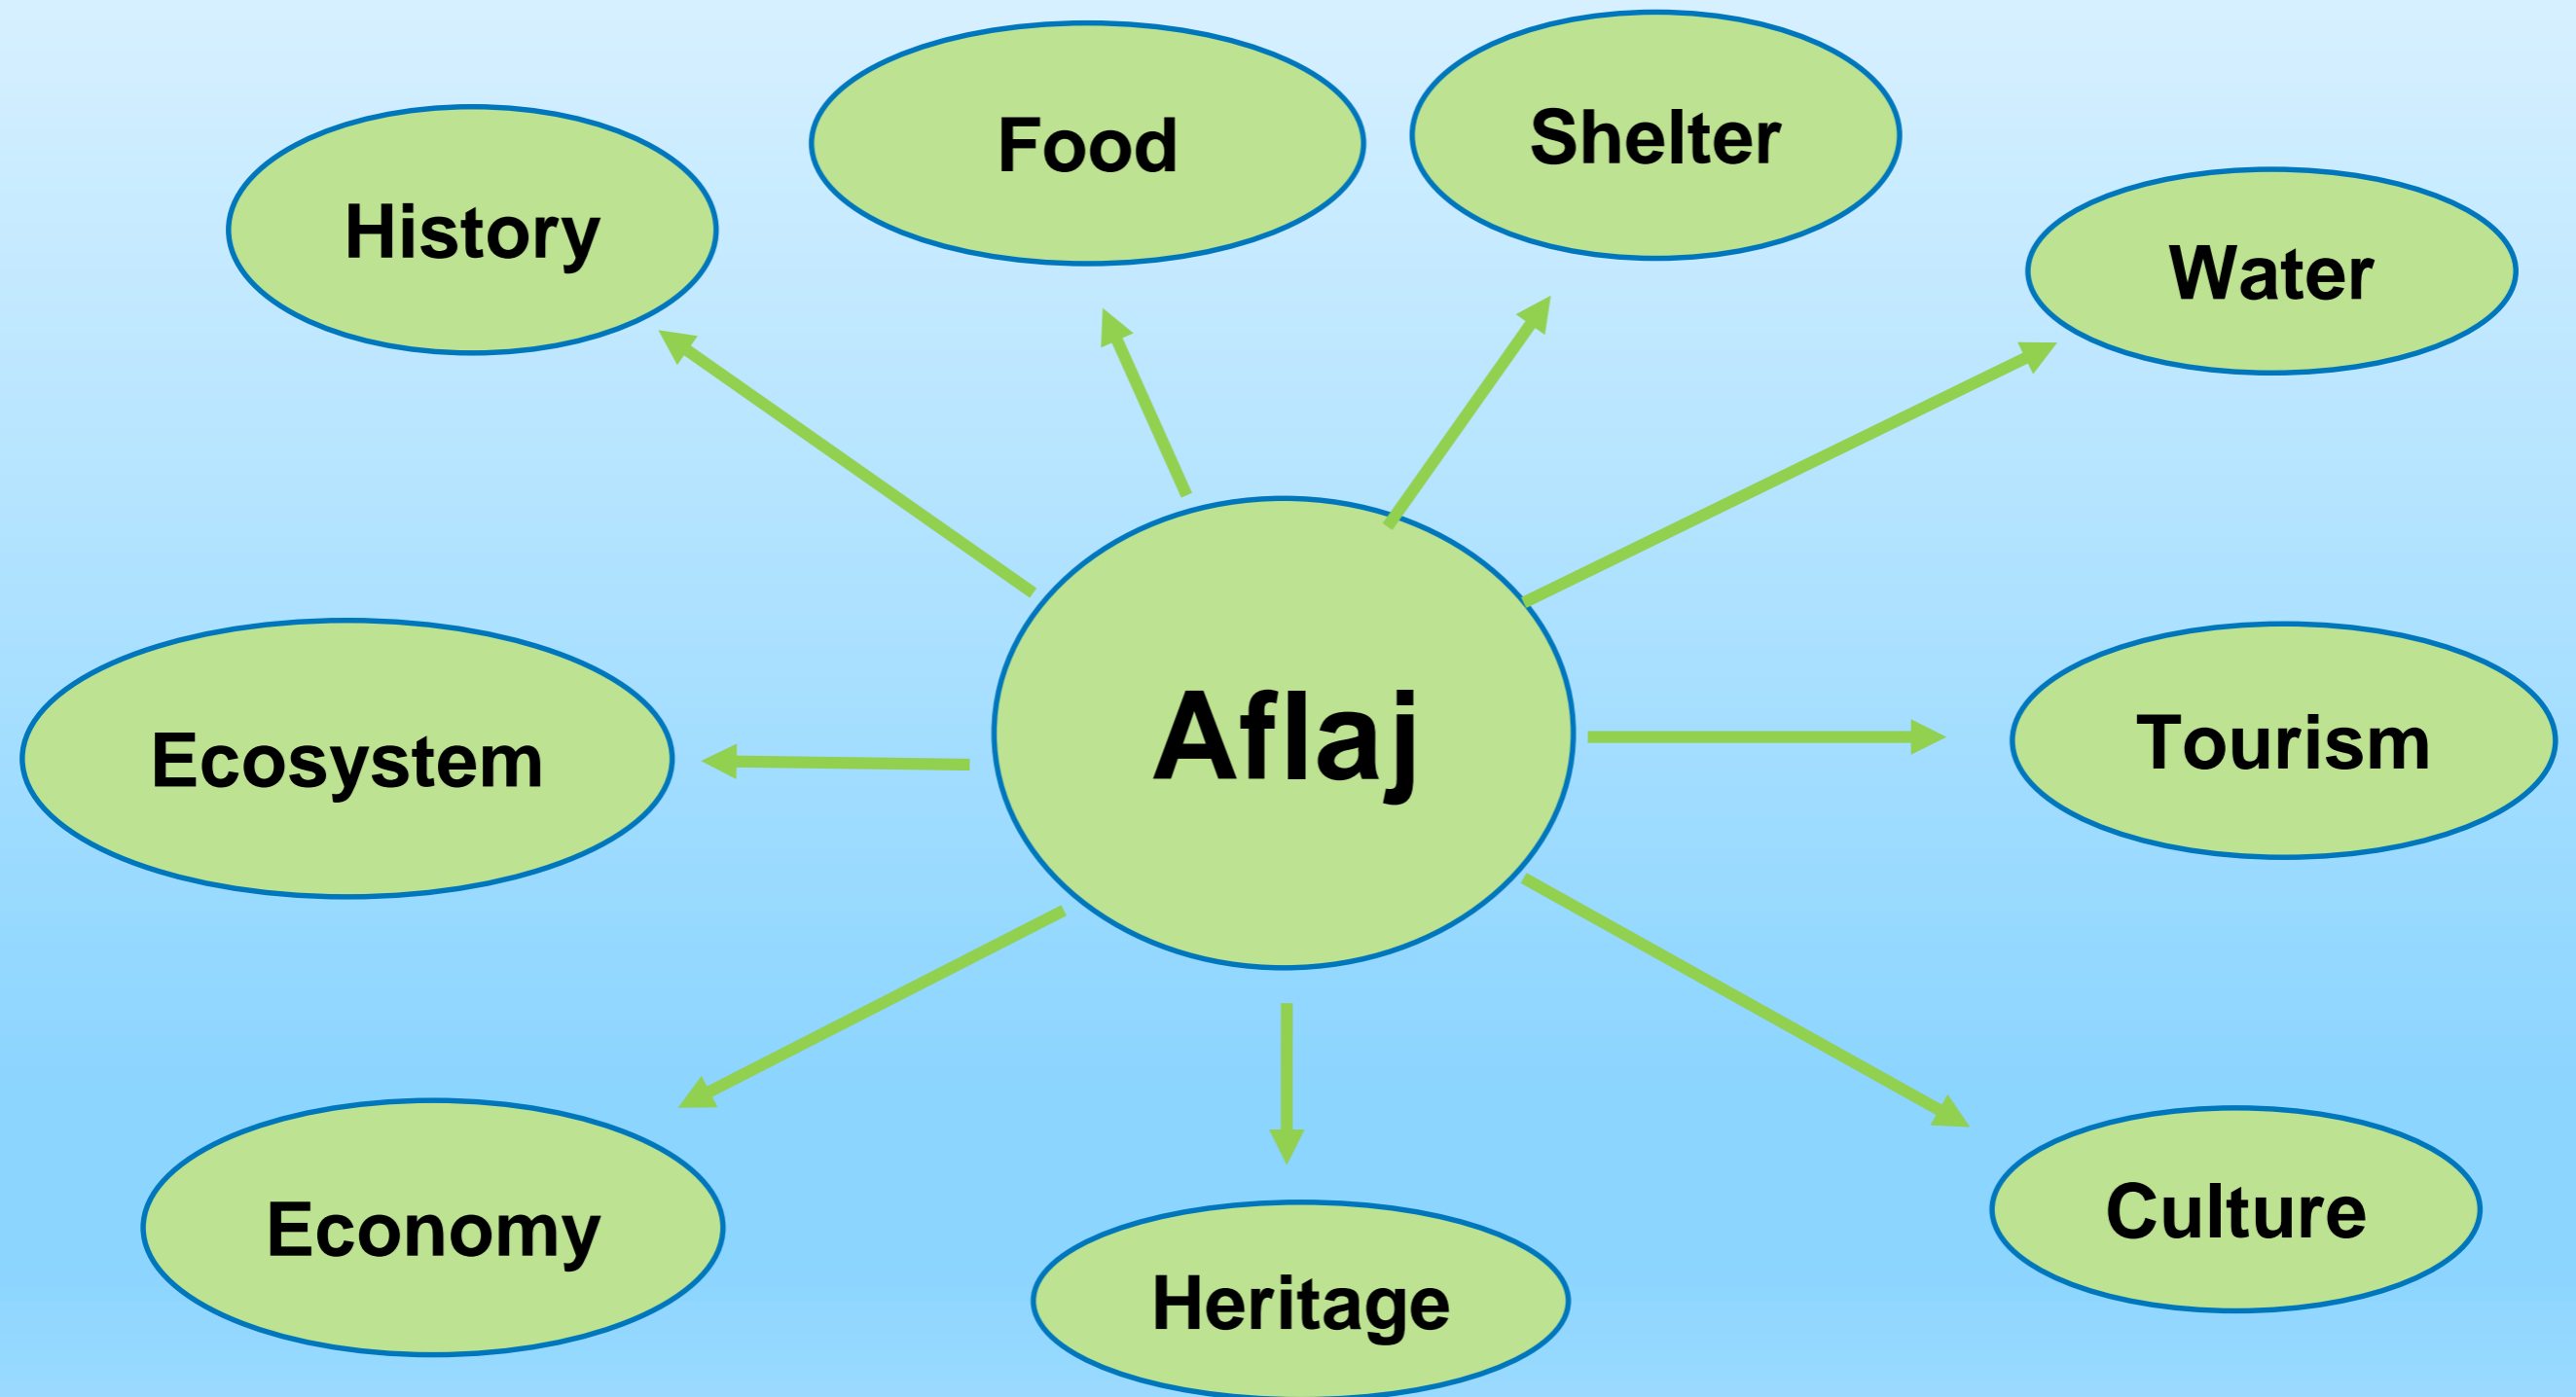 Food
Shelter
History
Water
Aflaj
Ecosystem
Tourism
Economy
Culture
Heritage